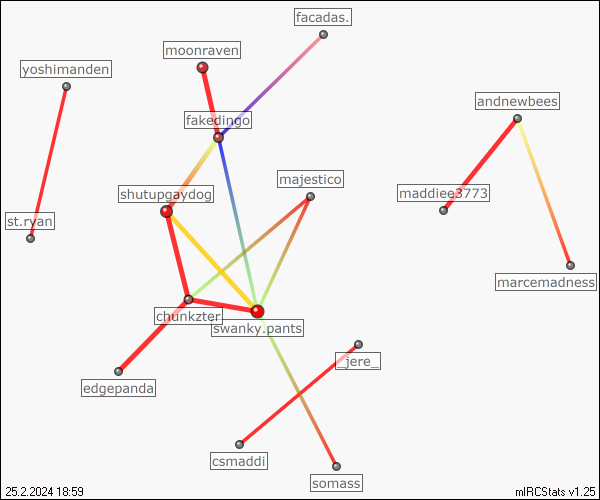 facadas.
moonraven
yoshimanden
andnewbees
fakedingo
majestico
shutupgaydog
maddiee3773
st.ryan
marcemadness
chunkzter
swanky.pants
_jere_
edgepanda
csmaddi
somass
25.2.2024 18:59
mIRCStats v1.25